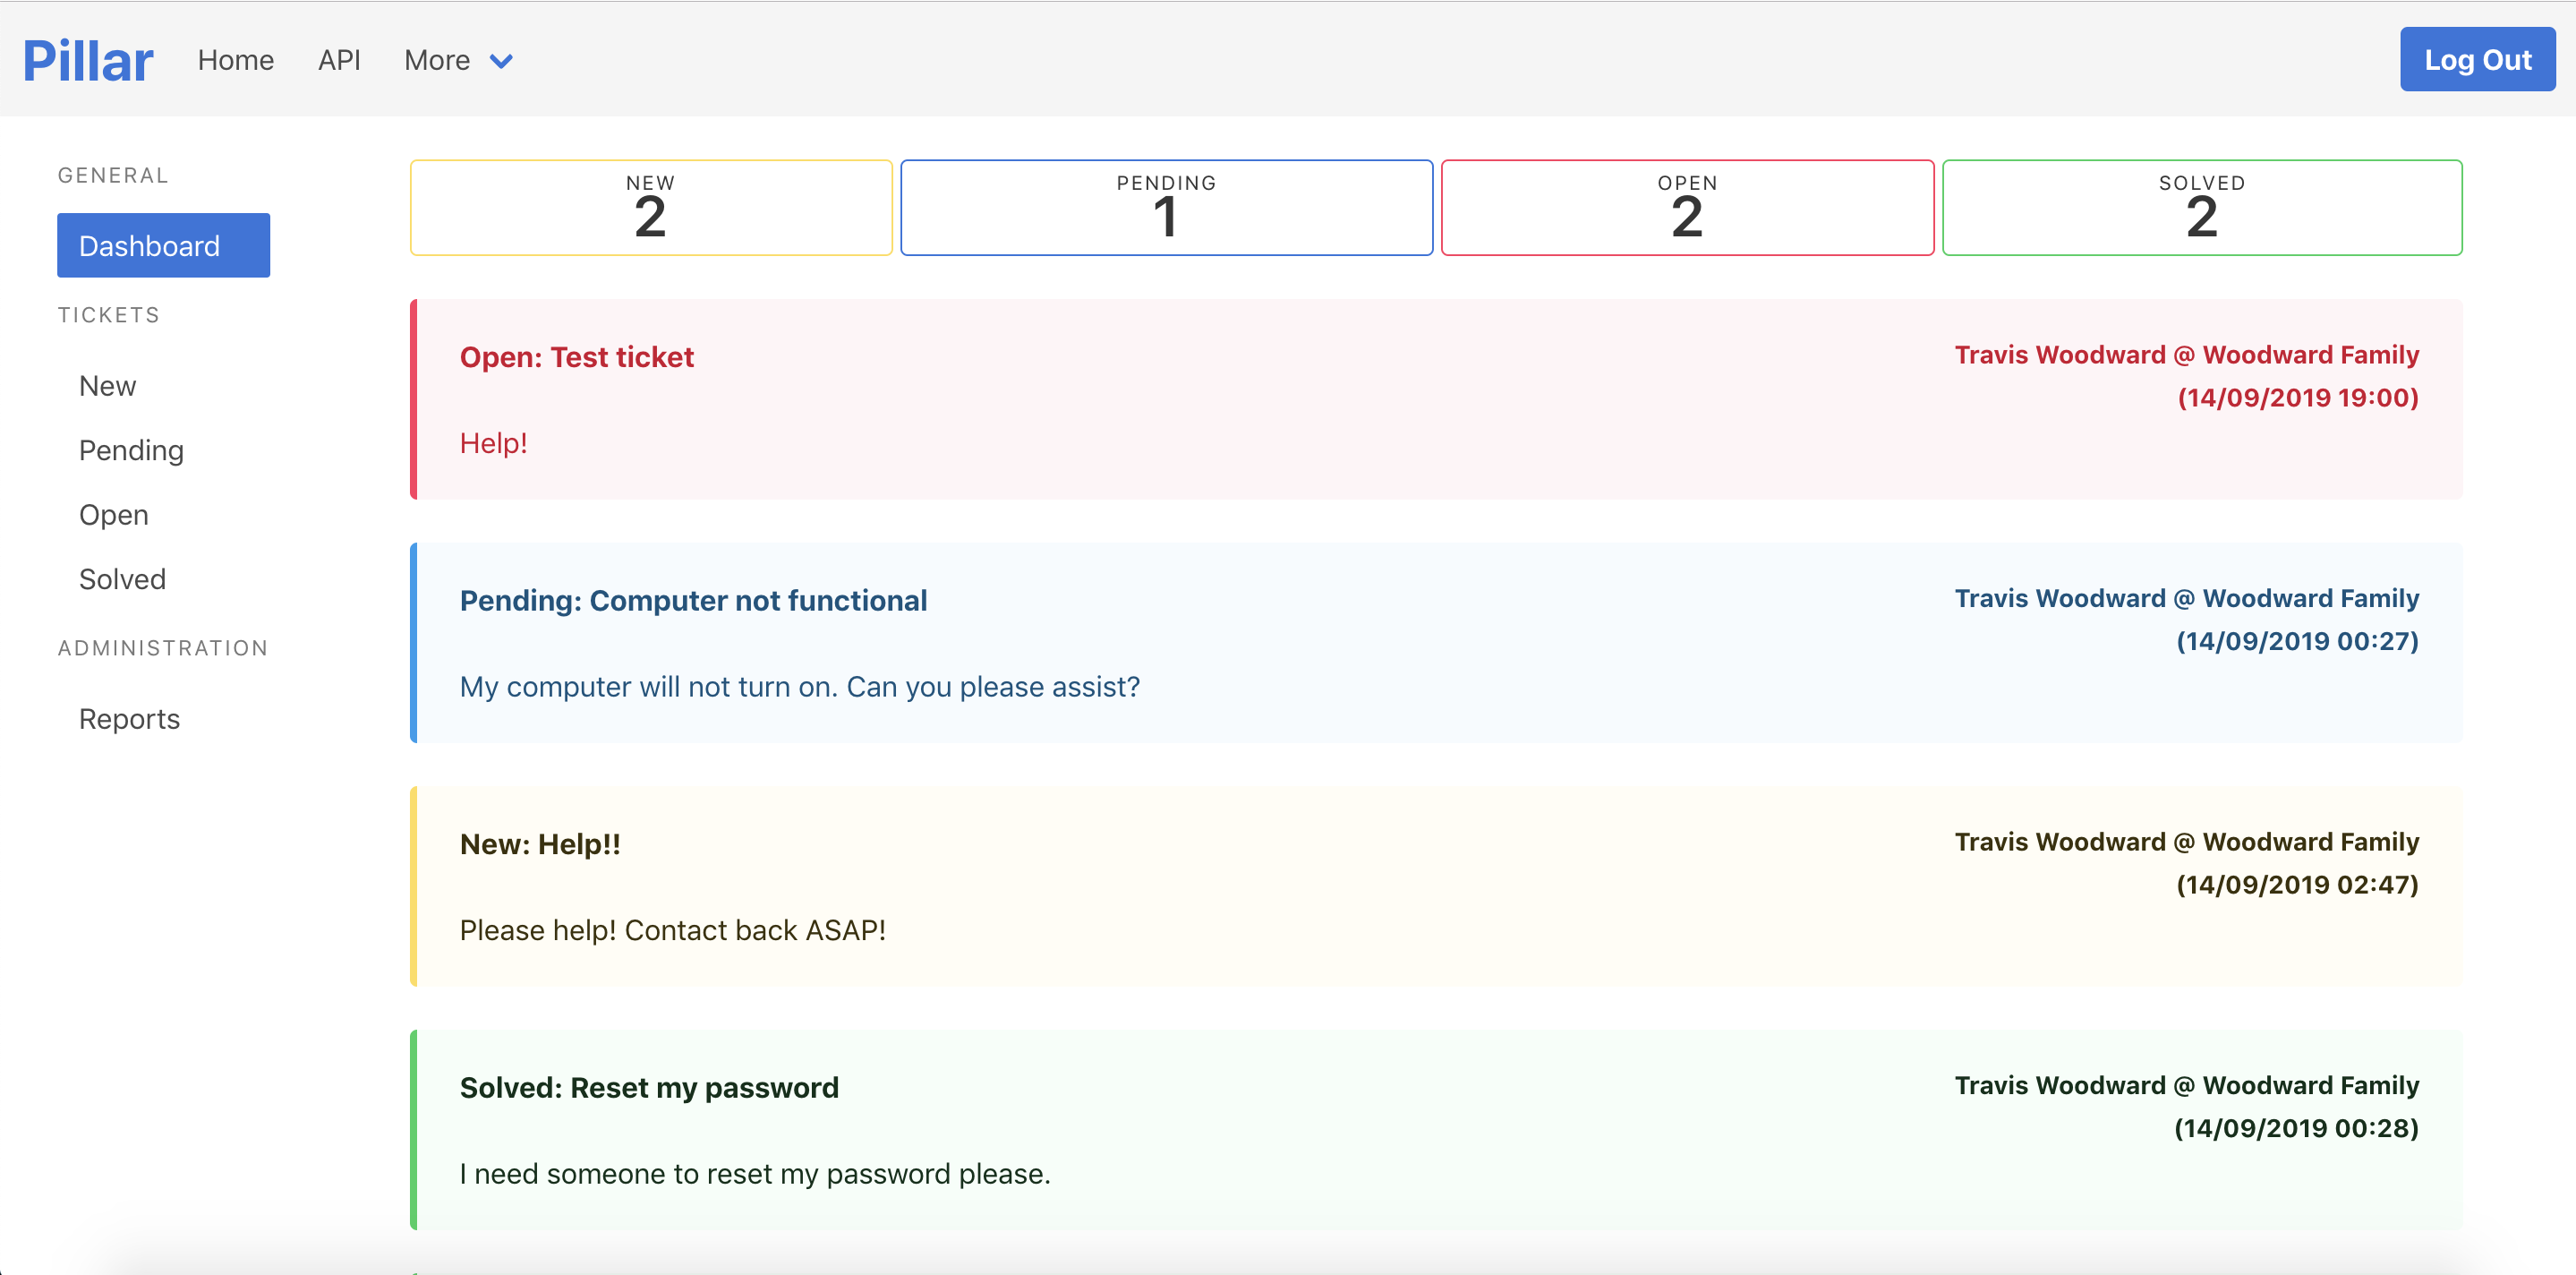 Pillar Home API More Log Out
GENERAL
Dashboard
TICKETS
New
Pending
Open
Solved
ADMINISTRATION
Reports
NEW
2
PENDING
1
OPEN
2
SOLVED
2
Open: Test ticket
Travis Woodward @ Woodward Family
(14/09/2019 19:00)
Help!
Pending: Computer not functional
Travis Woodward @ Woodward Family
(14/09/2019 00:27)
My computer will not turn on. Can you please assist?
New: Help!!
Travis Woodward @ Woodward Family
(14/09/2019 02:47)
Please help! Contact back ASAP!
Solved: Reset my password
Travis Woodward @ Woodward Family
(14/09/2019 00:28)
I need someone to reset my password please.